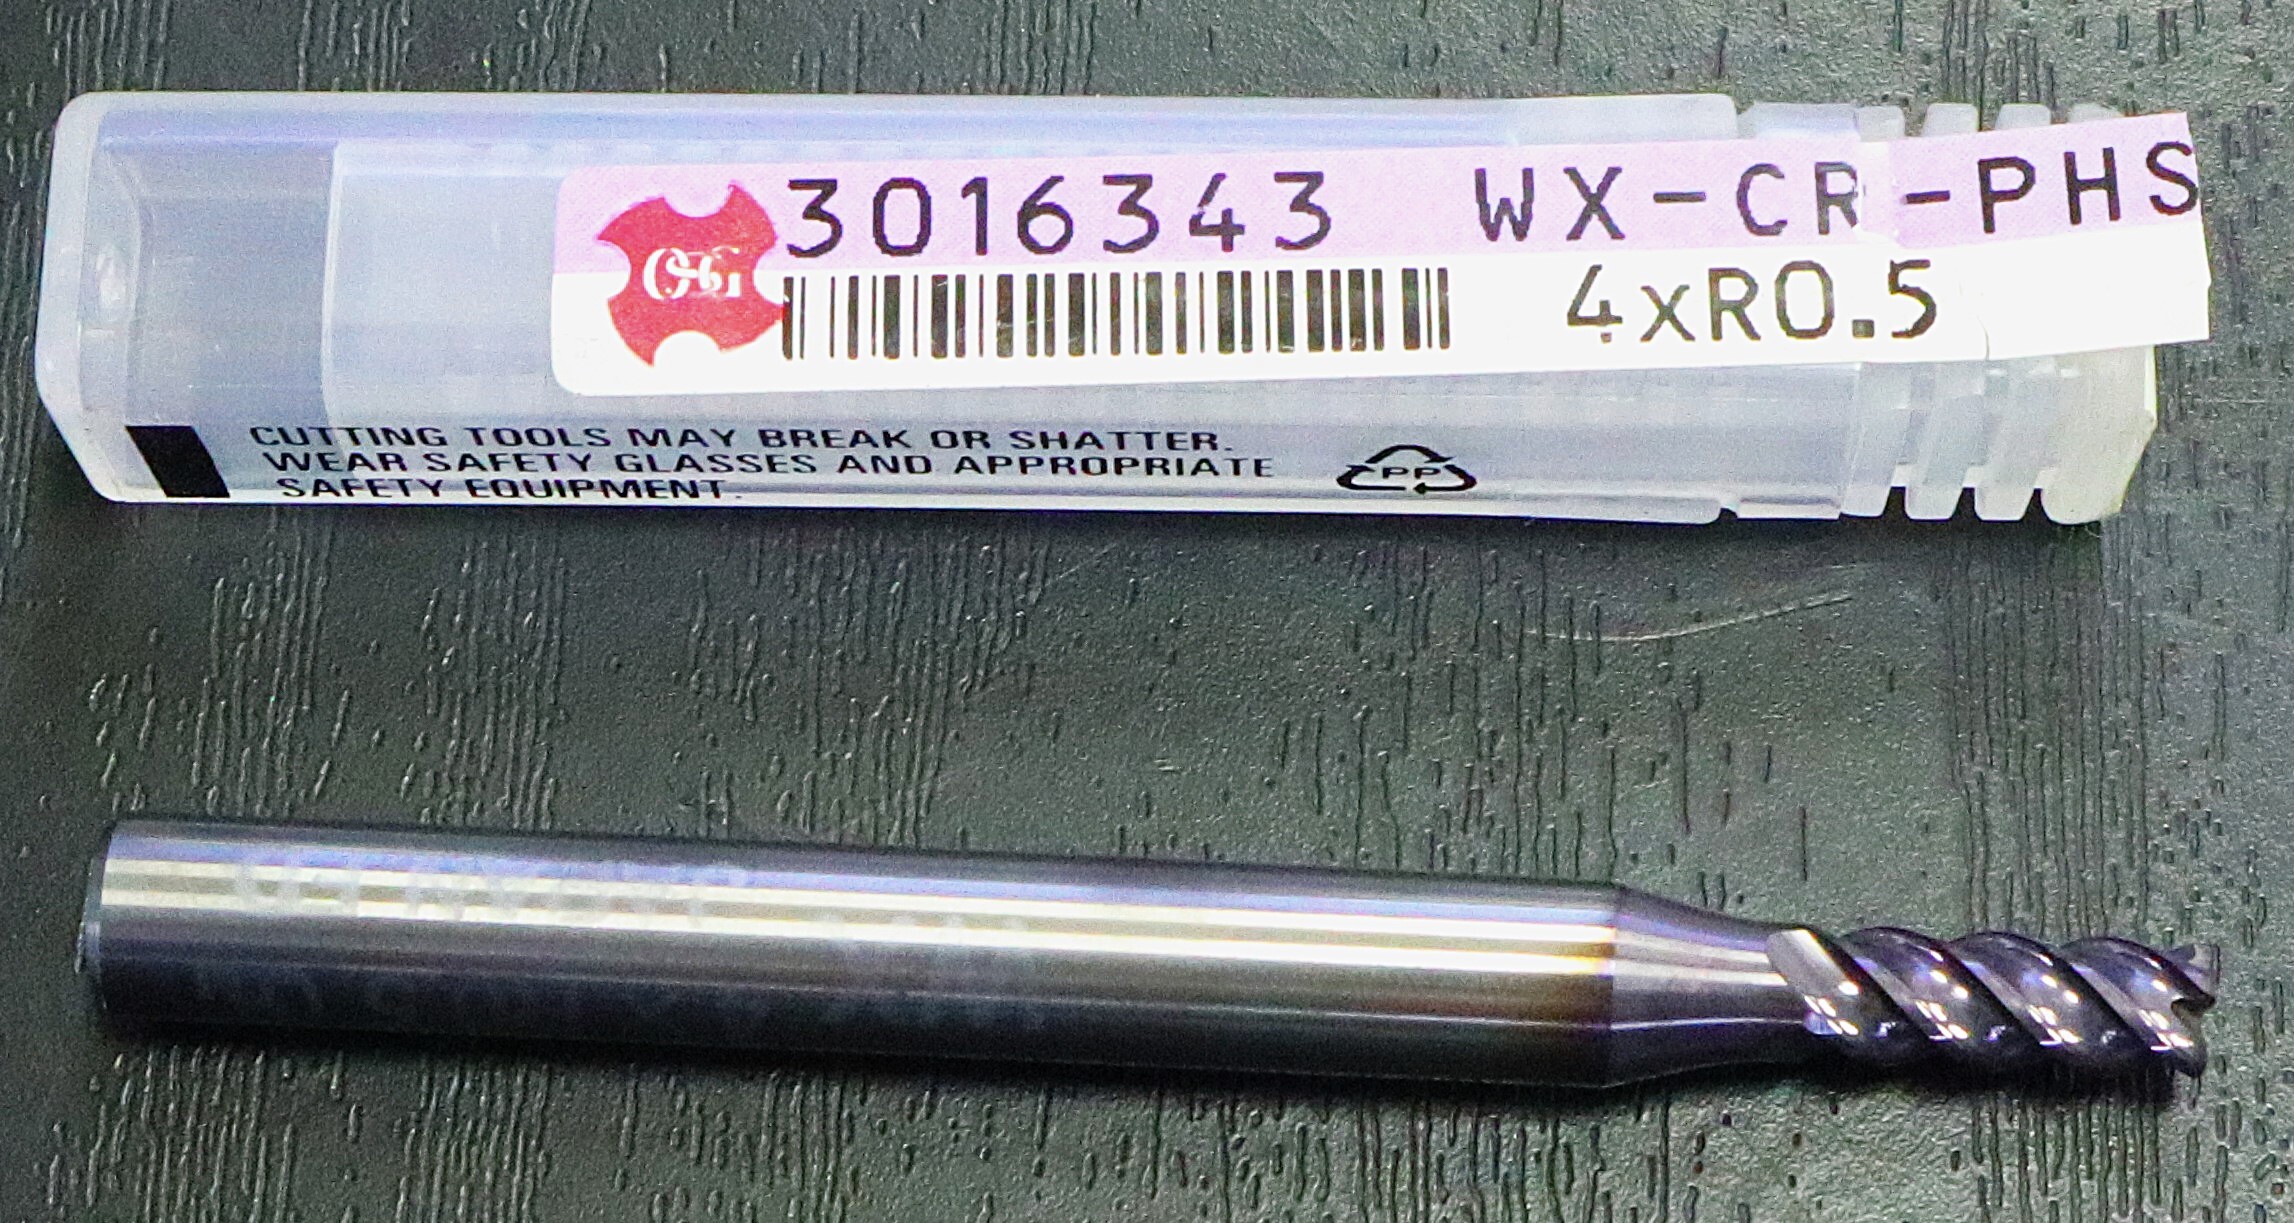 OSG
3016343 WX-CR-PHS
4xR0.5
CUTTING TOOLS MAY BREAK OR SHATTER.
WEAR SAFETY GLASSES AND APPROPRIATE
SAFETY EQUIPMENT.
PP